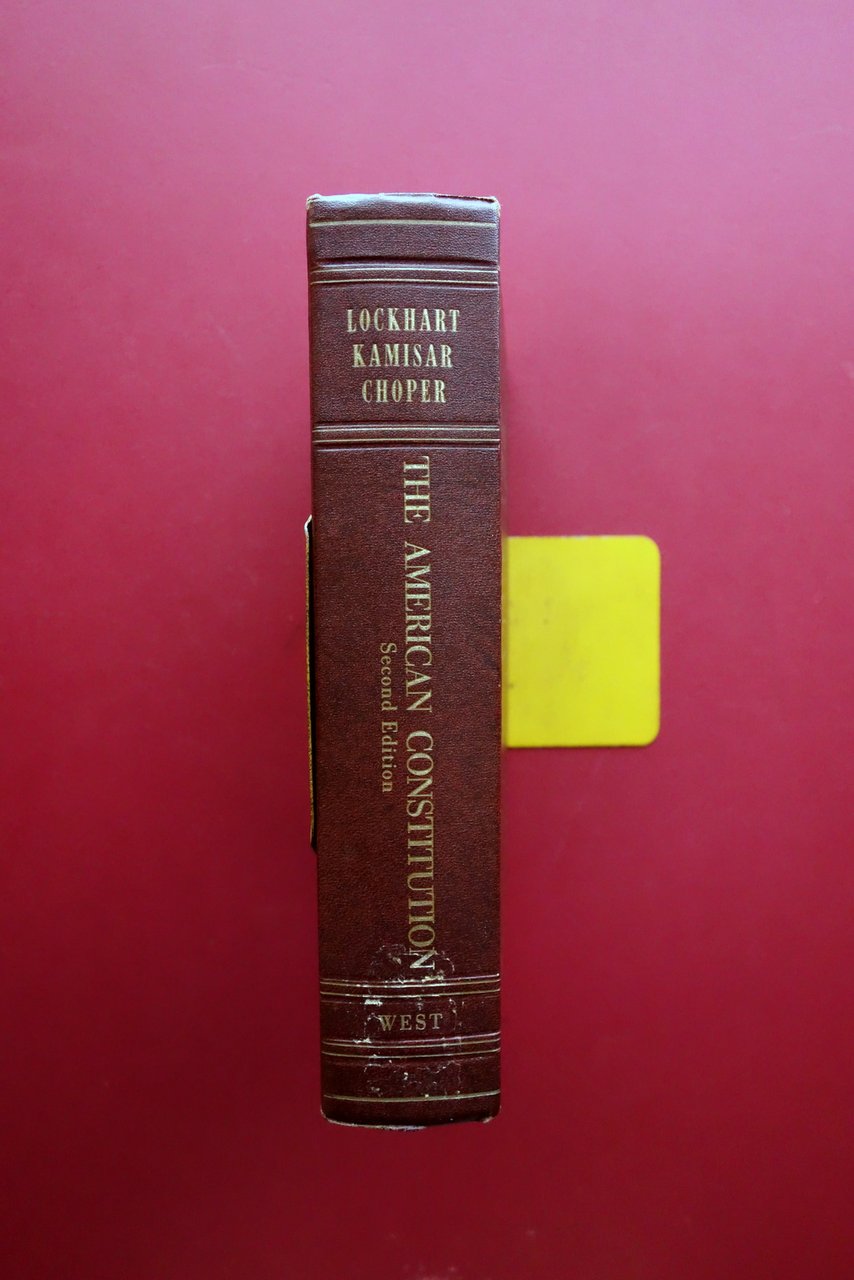 LOCKHART
KAMISAR
CHOPER
THE AMERICAN CONSTITUTION
Second Edition
WEST